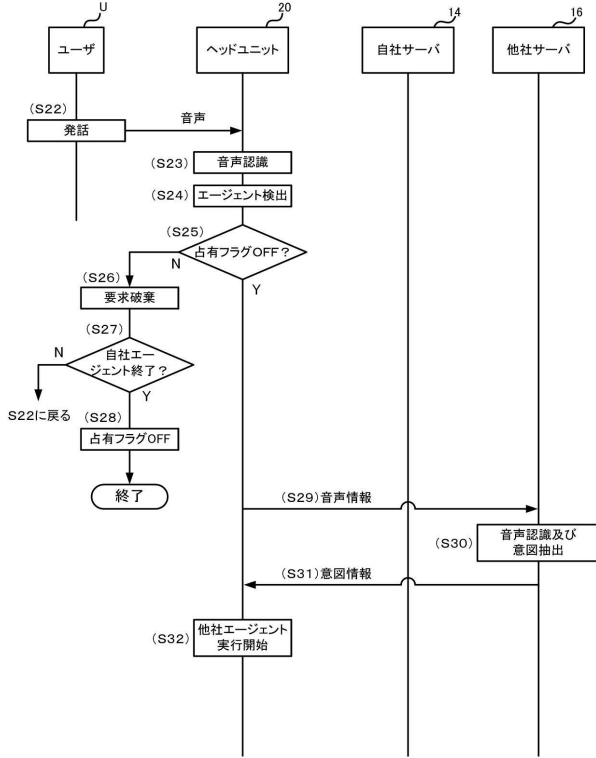 U
20
14
16
ユーザ
ヘッドユニット
自社サーバ
他社サーバ
(S22)
発話
音声
(S23)
音声認識
(S24)
エージェント検出
(S25)
占有フラグOFF?
N
Y
(S26)
要求破棄
(S27)
自社エー
ジェント終了?
N
Y
S22に戻る
(S28)
占有フラグOFF
終了
(S29)音声情報
(S30)
音声認識及び
意図抽出
(S31)意図情報
(S32)
他社エージェント
実行開始